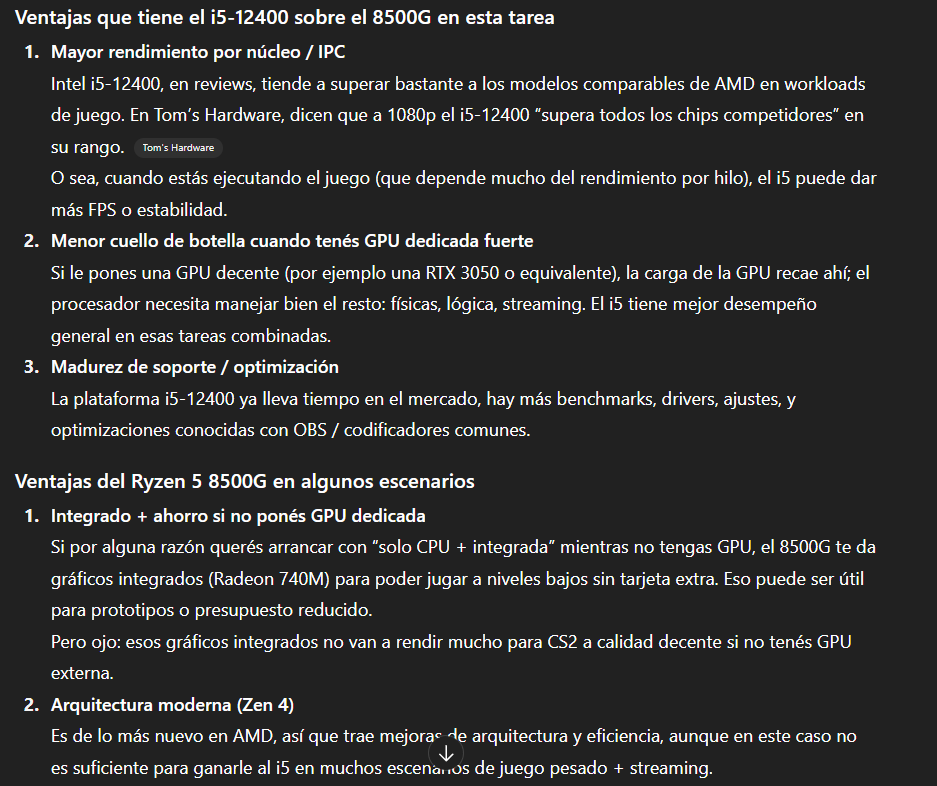 Ventajas que tiene el i5-12400 sobre el 8500G en esta tarea
1. Mayor rendimiento por núcleo / IPC
Intel i5-12400, en reviews, tiende a superar bastante a los modelos comparables de AMD en workloads
de juego. En Tom’s Hardware, dicen que a 1080p el i5-12400 “supera todos los chips competidores” en
su rango. Tom's Hardware
O sea, cuando estás ejecutando el juego (que depende mucho del rendimiento por hilo), el i5 puede dar
más FPS o estabilidad.
2. Menor cuello de botella cuando tenés GPU dedicada fuerte
Si le pones una GPU decente (por ejemplo una RTX 3050 o equivalente), la carga de la GPU recae ahí; el
procesador necesita manejar bien el resto: físicas, lógica, streaming. El i5 tiene mejor desempeño
general en esas tareas combinadas.
3. Madurez de soporte / optimización
La plataforma i5-12400 ya lleva tiempo en el mercado, hay más benchmarks, drivers, ajustes, y
optimizaciones conocidas con OBS / codificadores comunes.
Ventajas del Ryzen 5 8500G en algunos escenarios
1. Integrado + ahorro si no ponés GPU dedicada
Si por alguna razón querés arrancar con “solo CPU + integrada” mientras no tengas GPU, el 8500G te da
gráficos integrados (Radeon 740M) para poder jugar a niveles bajos sin tarjeta extra. Eso puede ser útil
para prototipos o presupuesto reducido.
Pero ojo: esos gráficos integrados no van a rendir mucho para CS2 a calidad decente si no tenés GPU
externa.
2. Arquitectura moderna (Zen 4)
Es de lo más nuevo en AMD, así que trae mejoras de arquitectura y eficiencia, aunque en este caso no
es suficiente para ganarle al i5 en muchos escenarios de juego pesado + streaming.